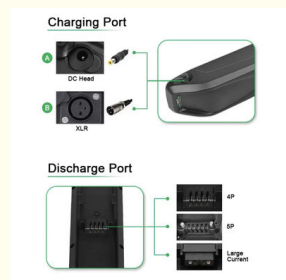 Charging Port
A
DC Head
B
XLR
Discharge Port
4P
5P
Large
Current